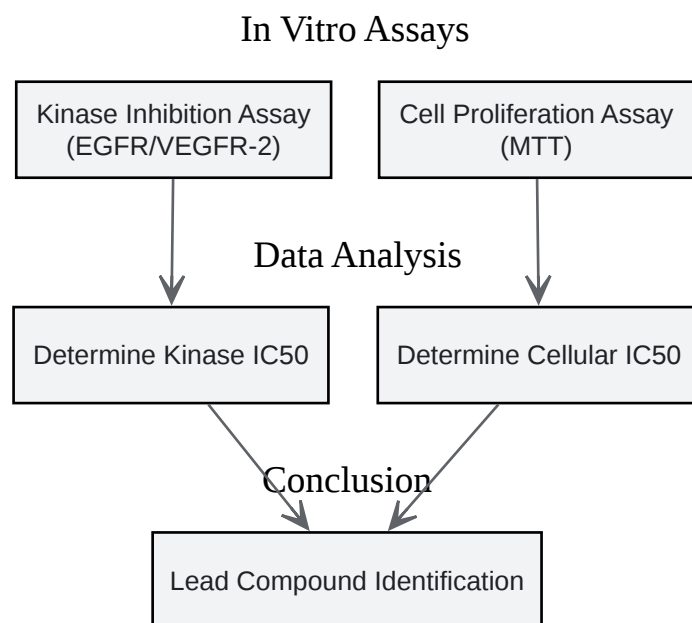 In Vitro Assays
Kinase Inhibition Assay
(EGFR/VEGFR-2)
Cell Proliferation Assay
(MTT)
Data Analysis
Determine Kinase IC50
Determine Cellular IC50
Conclusion
Lead Compound Identification